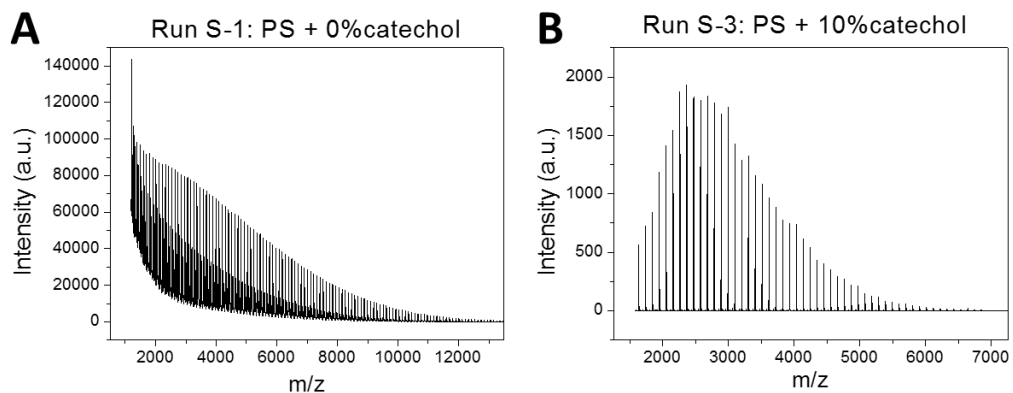 A
Run S-1: PS + 0%catechol
Intensity (a.u.)
140000
120000
100000
80000
60000
40000
20000
0
2000 4000 6000 8000 10000 12000
m/z
B
Run S-3: PS + 10%catechol
Intensity (a.u.)
2000
1500
1000
500
0
2000 3000 4000 5000 6000 7000
m/z